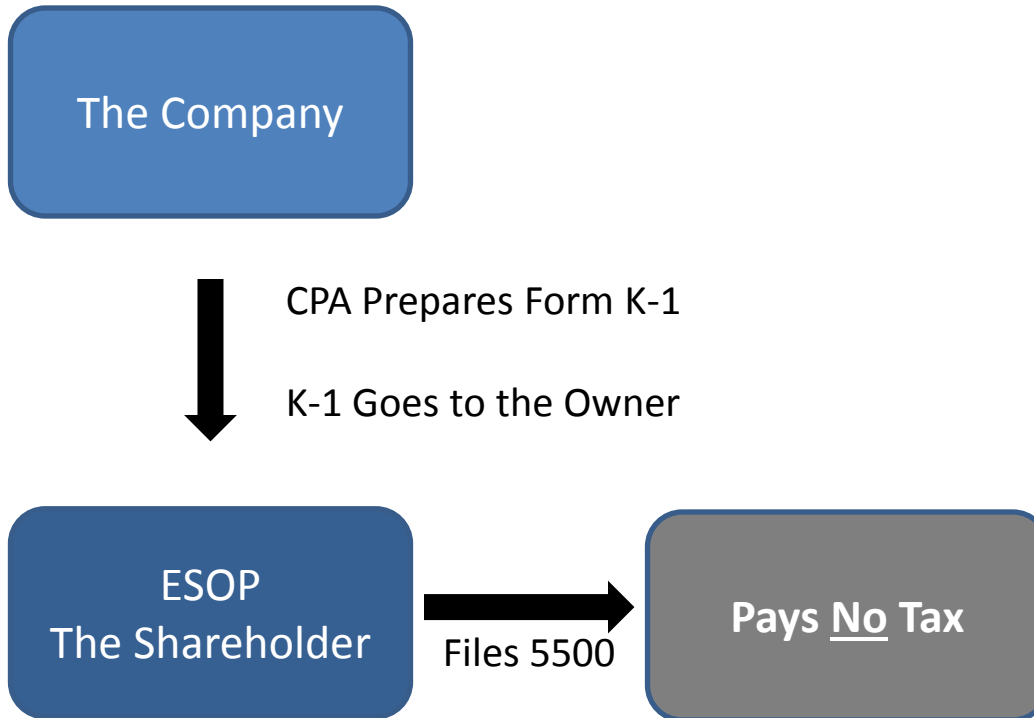 The Company
CPA Prepares Form K-1
K-1 Goes to the Owner
ESOP
The Shareholder
Files 5500
Pays No Tax